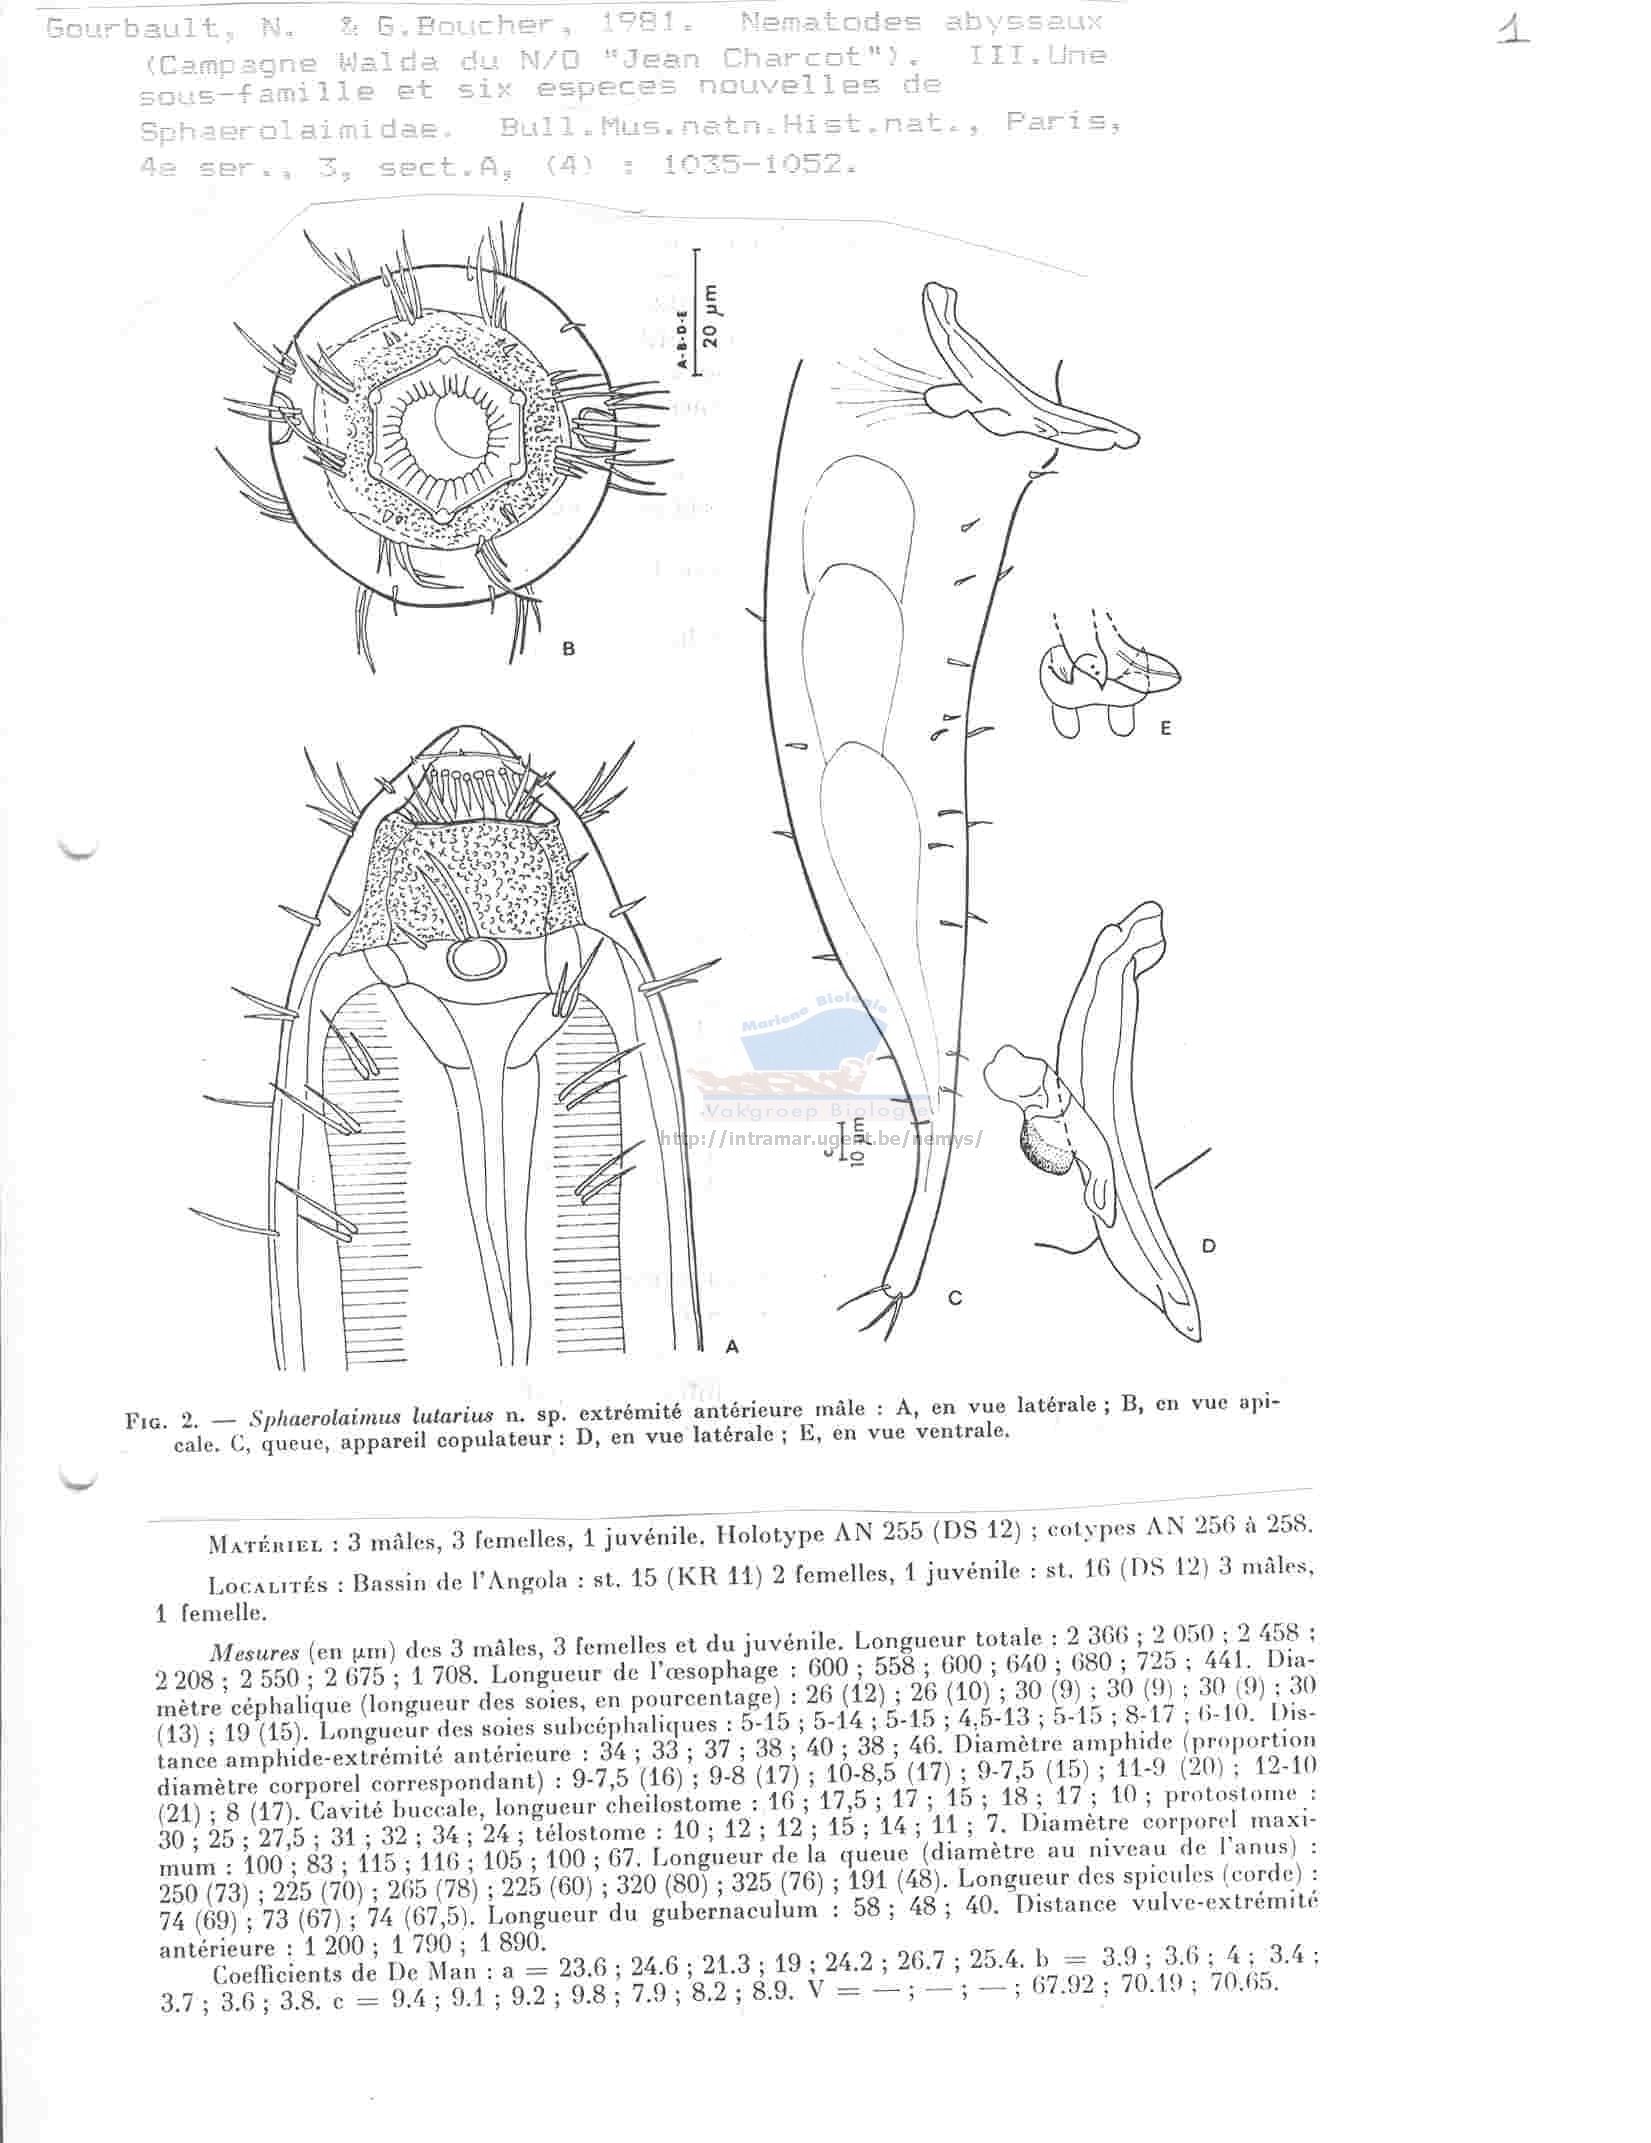 Gourbault, N. & G.Boucher, 1981. Nematodes abyssaux
1
(Campagne Walda du N/O "Jean Charcot"). III.Une
sous-famille et six especes nouvelles de
Sphaerolaimidae. Bull.Mus.natn.Hist.nat., Paris,
4e ser., 3, sect.A, (4) : 1035-1052.
A-B-D-E
20 µm
B
E
Mariene Biologie
Vakgroep Biologie
http://intramar.ugent.be/nemys/
C
10 µm
D
C
A
FIG. 2. — Sphaerolaimus lutarius n. sp. extrémité antérieure mâle : A, en vue latérale ; B, en vue api-
cale. C, queue, appareil copulateur : D, en vue latérale ; E, en vue ventrale.
MATÉRIEL : 3 mâles, 3 femelles, 1 juvénile. Holotype AN 255 (DS 12) ; cotypes AN 256 à 258.
LOCALITÉS : Bassin de l'Angola : st. 15 (KR 11) 2 femelles, 1 juvénile : st. 16 (DS 12) 3 mâles,
1 femelle.
Mesures (en µm) des 3 mâles, 3 femelles et du juvénile. Longueur totale : 2 366 ; 2 050 ; 2 458 ;
2 208 ; 2 550 ; 2 675 ; 1 708. Longueur de l'œsophage : 600 ; 558 ; 600 ; 640 ; 680 ; 725 ; 441. Dia-
mètre céphalique (longueur des soies, en pourcentage) : 26 (12) ; 26 (10) ; 30 (9) ; 30 (9) ; 30 (9) ; 30
(13) ; 19 (15). Longueur des soies subcéphaliques : 5-15 ; 5-14 ; 5-15 ; 4,5-13 ; 5-15 ; 8-17 ; 6-10. Dis-
tance amphide-extrémité antérieure : 34 ; 33 ; 37 ; 38 ; 40 ; 38 ; 46. Diamètre amphide (proportion
diamètre corporel correspondant) : 9-7,5 (16) ; 9-8 (17) ; 10-8,5 (17) ; 9-7,5 (15) ; 11-9 (20) ; 12-10
(21) ; 8 (17). Cavité buccale, longueur cheilostome : 16 ; 17,5 ; 17 ; 15 ; 18 ; 17 ; 10 ; protostome :
30 ; 25 ; 27,5 ; 31 ; 32 ; 34 ; 24 ; télostome : 10 ; 12 ; 12 ; 15 ; 14 ; 11 ; 7. Diamètre corporel maxi-
mum : 100 ; 83 ; 115 ; 116 ; 105 ; 100 ; 67. Longueur de la queue (diamètre au niveau de l'anus) :
250 (73) ; 225 (70) ; 265 (78) ; 225 (60) ; 320 (80) ; 325 (76) ; 191 (48). Longueur des spicules (corde) :
74 (69) ; 73 (67) ; 74 (67,5). Longueur du gubernaculum : 58 ; 48 ; 40. Distance vulve-extrémité
antérieure : 1 200 ; 1 790 ; 1 890.
Coefficients de De Man : a = 23.6 ; 24.6 ; 21.3 ; 19 ; 24.2 ; 26.7 ; 25.4. b = 3.9 ; 3.6 ; 4 ; 3.4 ;
3.7 ; 3.6 ; 3.8. c = 9.4 ; 9.1 ; 9.2 ; 9.8 ; 7.9 ; 8.2 ; 8.9. V = — ; — ; — ; 67.92 ; 70.19 ; 70.65.